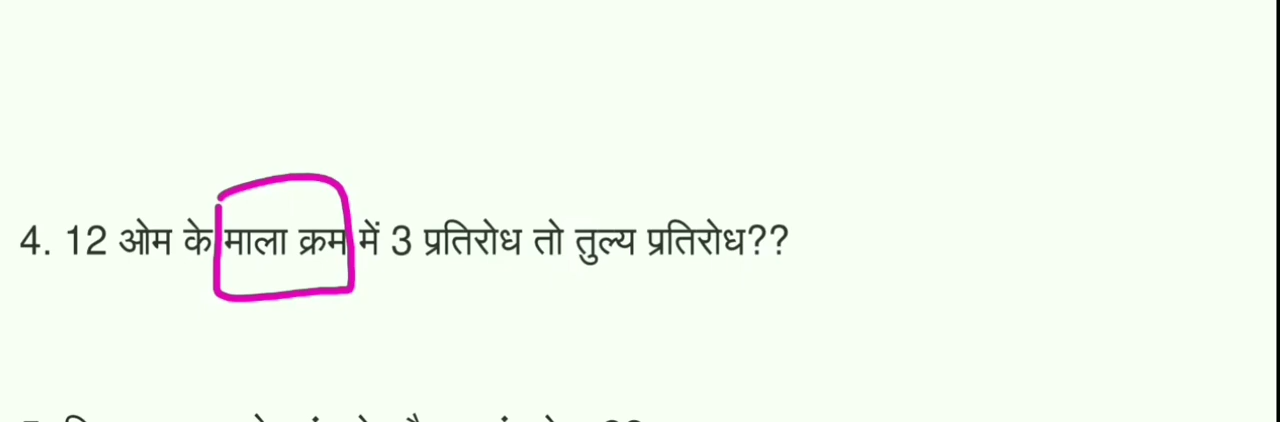 4. 12 ओम के माला क्रम में 3 प्रतिरोध तो तुल्य प्रतिरोध??